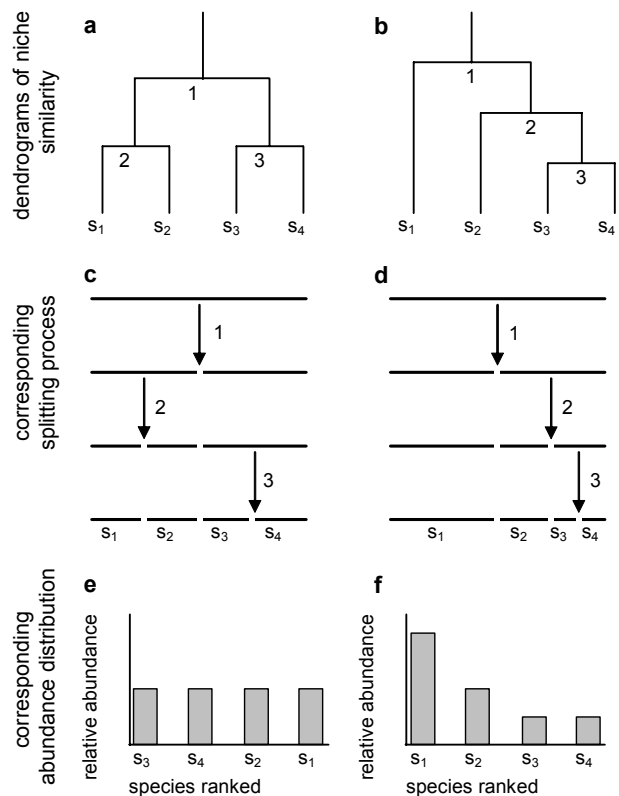 dendrograms of niche
similarity
a
1
2
3
s₁ s₂ s₃ s₄
b
1
2
3
s₁ s₂ s₃ s₄
corresponding
splitting process
c
1
2
3
s₁ s₂ s₃ s₄
d
1
2
3
s₁ s₂ s₃ s₄
corresponding
abundance distribution
e
relative abundance
s₃ s₄ s₂ s₁
species ranked
f
relative abundance
s₁ s₂ s₃ s₄
species ranked